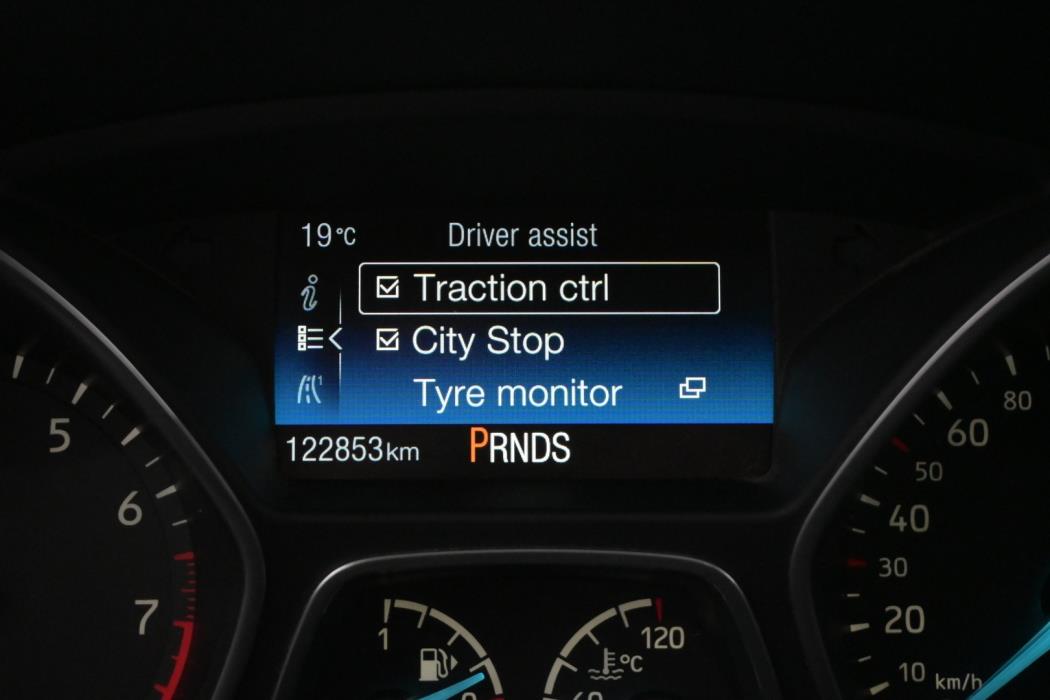 19°C Driver assist
Traction ctrl
City Stop
Tyre monitor
122853km PRNDS
5
6
7
80
60
50
40
30
20
10 km/h
1
120
°C